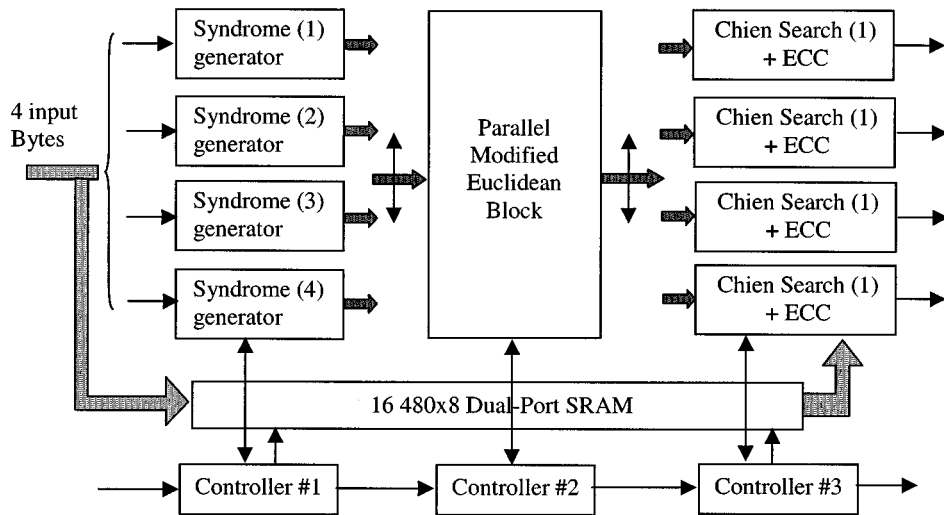 4 input
Bytes
Syndrome (1)
generator
Syndrome (2)
generator
Syndrome (3)
generator
Syndrome (4)
generator
Parallel
Modified
Euclidean
Block
Chien Search (1)
+ ECC
Chien Search (1)
+ ECC
Chien Search (1)
+ ECC
Chien Search (1)
+ ECC
16 480x8 Dual-Port SRAM
Controller #1
Controller #2
Controller #3